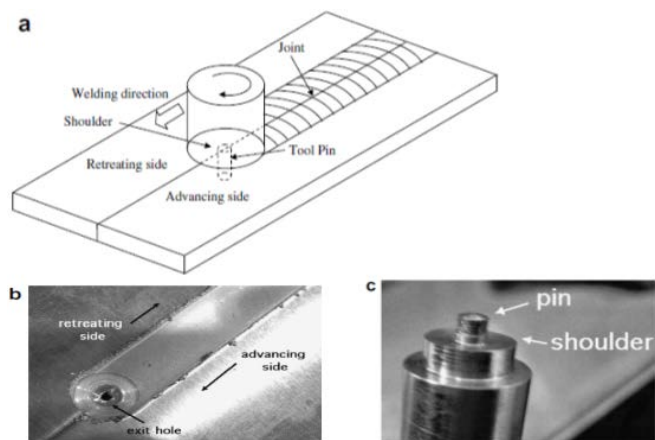 a
Joint
Welding direction
Shoulder
Tool Pin
Retreating side
Advancing side
b
retreating
side
advancing
side
exit hole
c
pin
shoulder